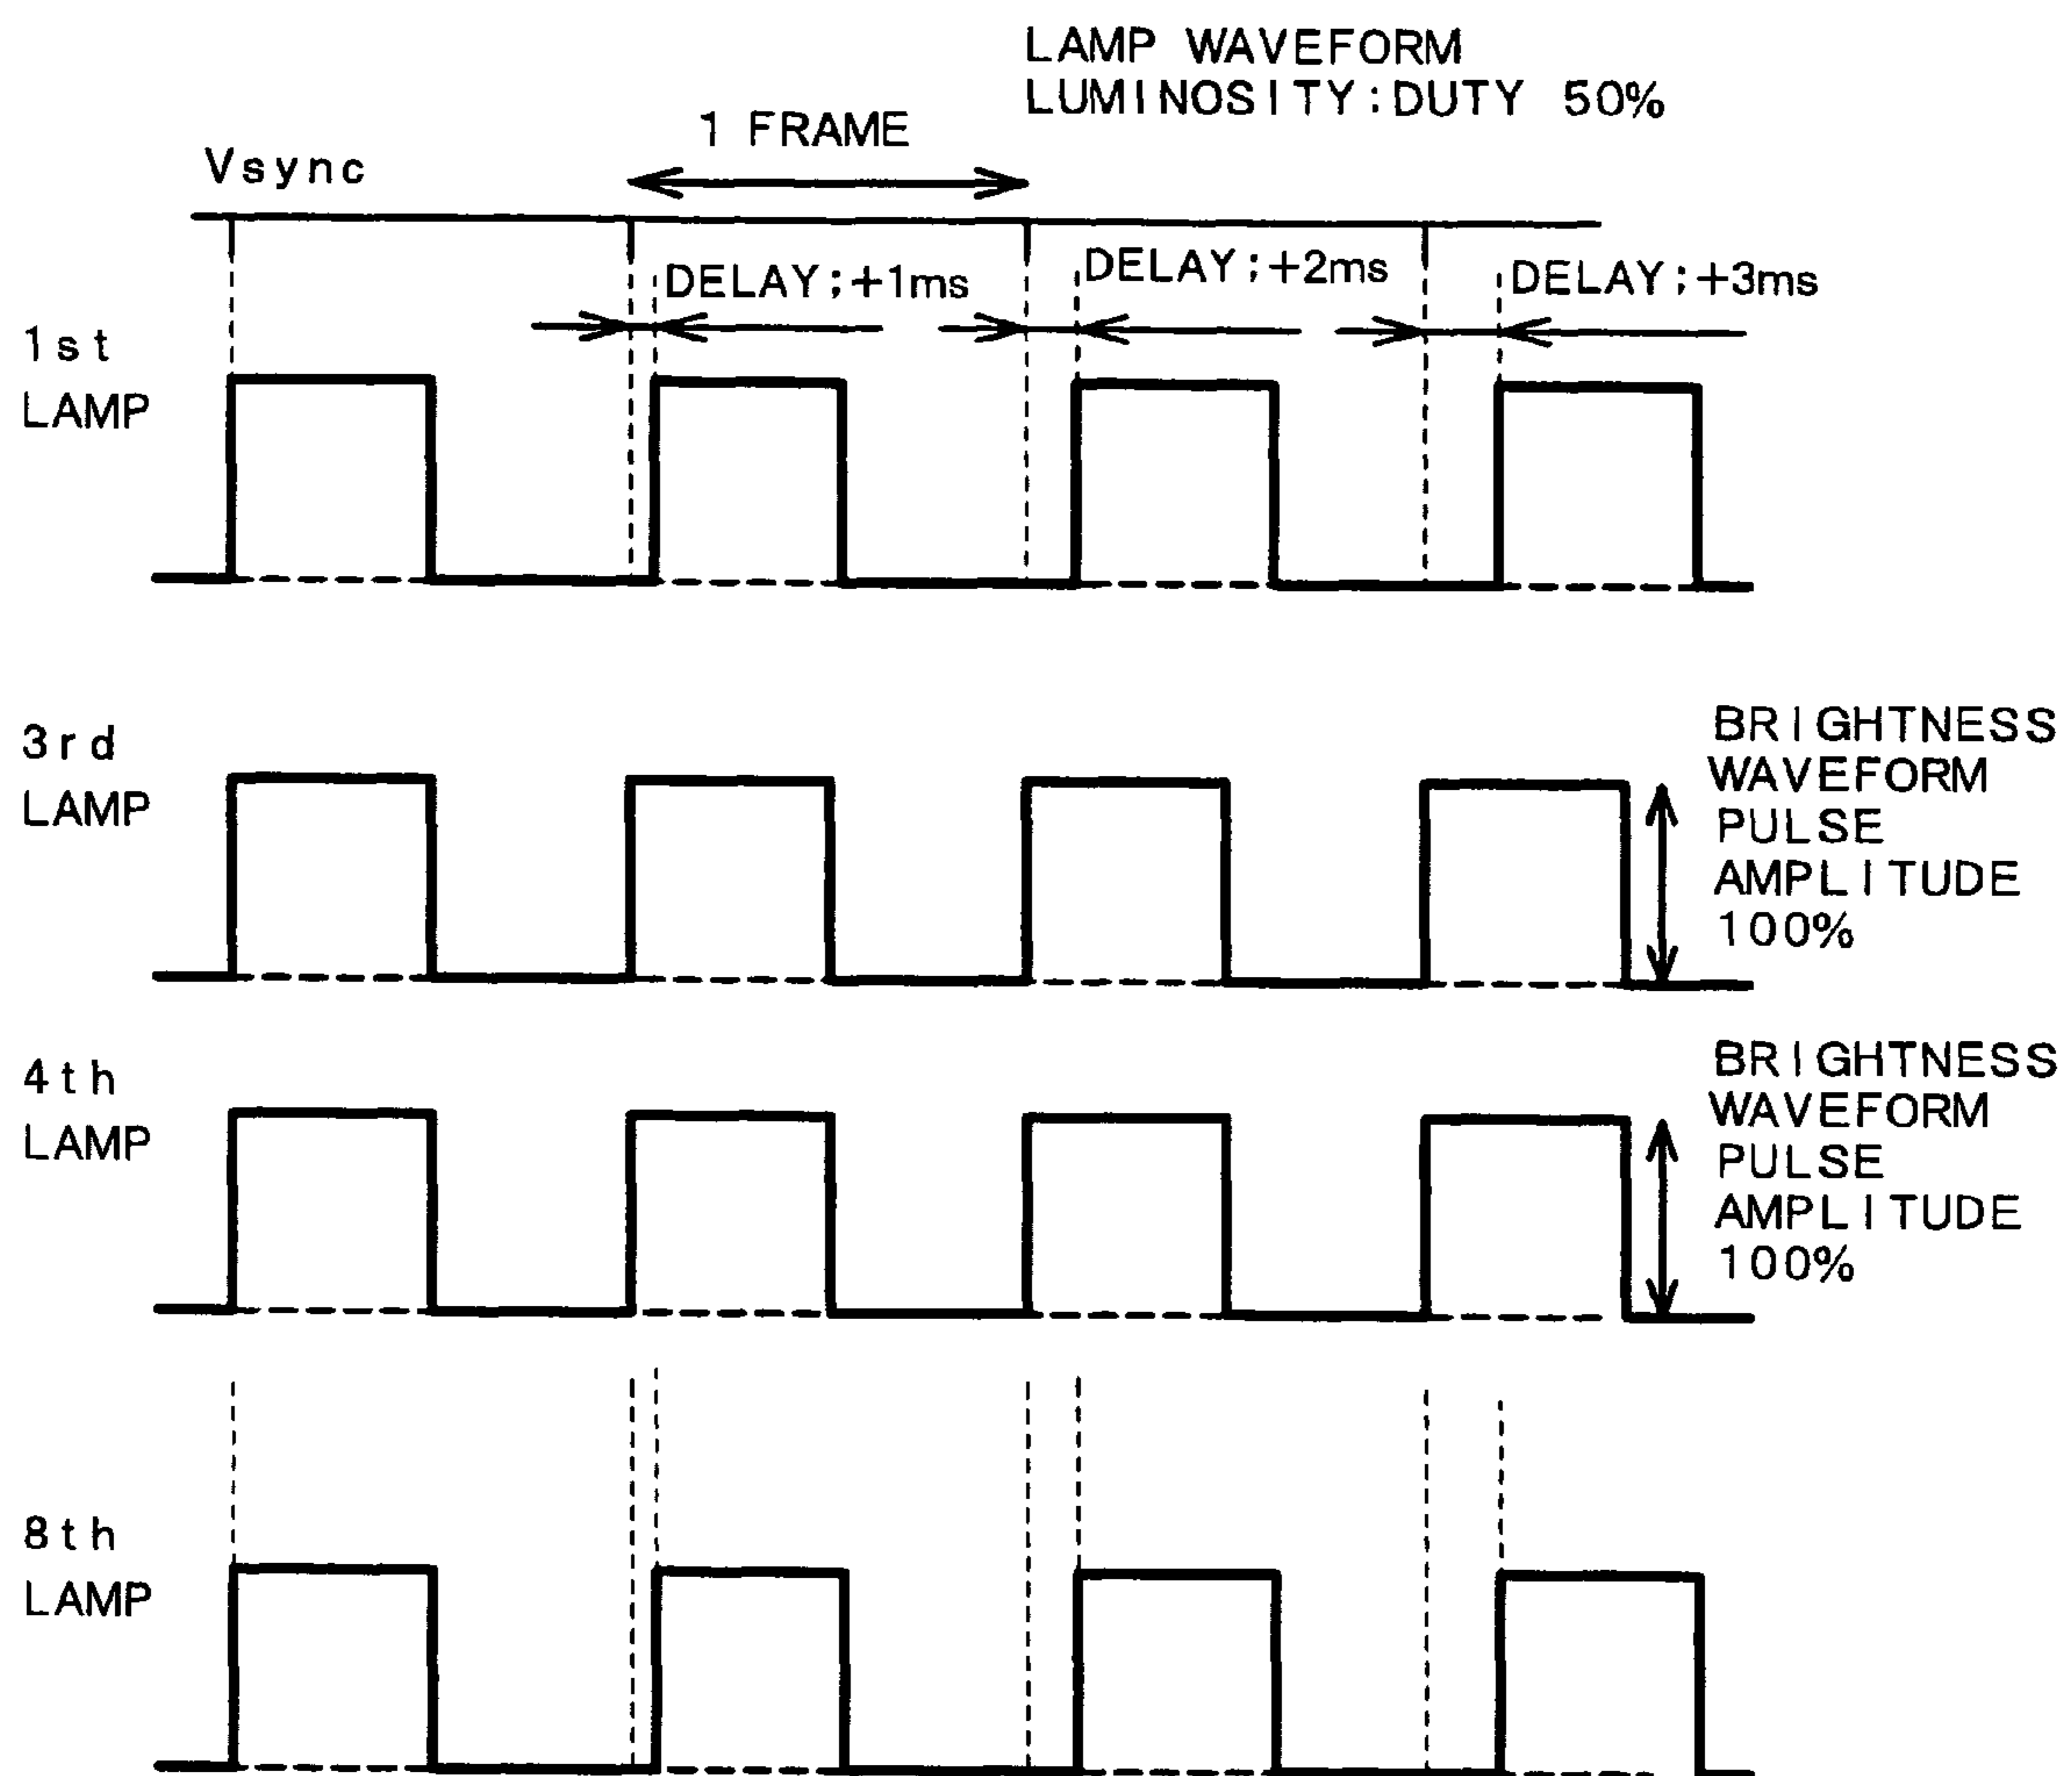 LAMP WAVEFORM
LUMINOSITY:DUTY 50%
1 FRAME
Vsync
DELAY;+1ms
DELAY;+2ms
DELAY;+3ms
1st
LAMP
3rd
LAMP
BRIGHTNESS
WAVEFORM
PULSE
AMPLITUDE
100%
4th
LAMP
BRIGHTNESS
WAVEFORM
PULSE
AMPLITUDE
100%
8th
LAMP